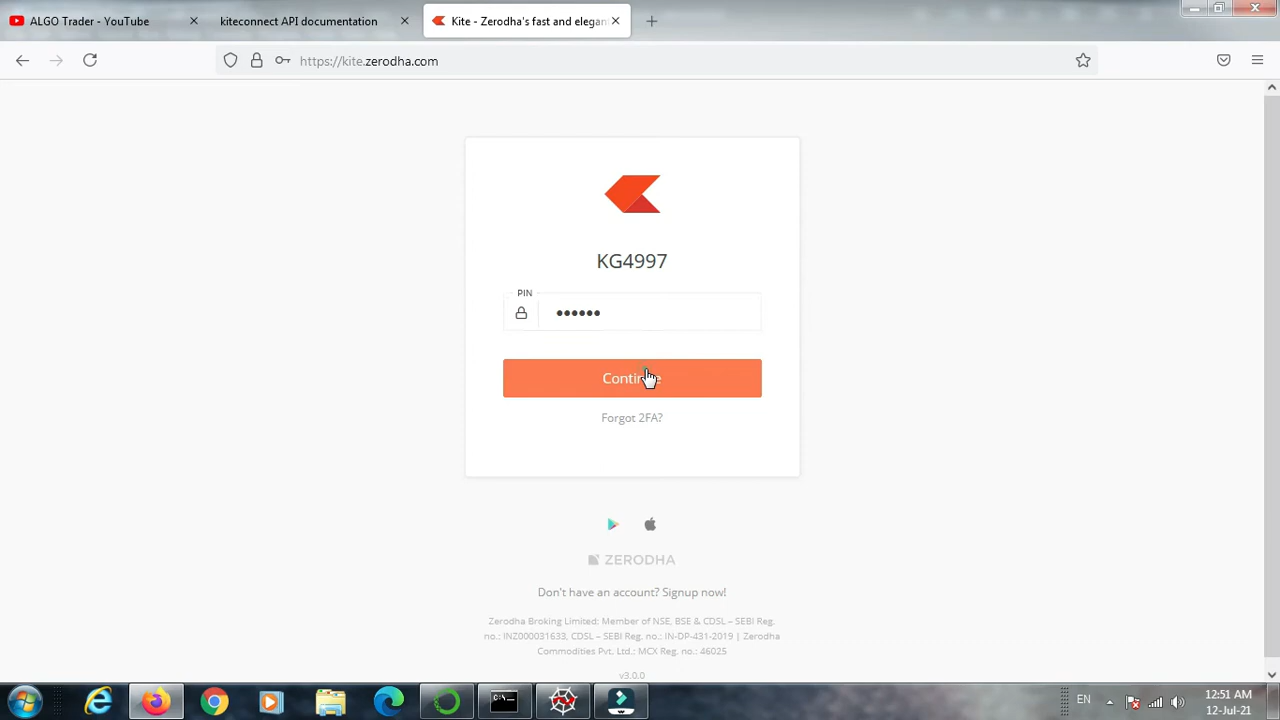 ALGO Trader - YouTube
kiteconnect API documentation
Kite - Zerodha's fast and elegan
https://kite.zerodha.com
KG4997
PIN
••••••
Continue
Forgot 2FA?
ZERODHA
Don't have an account? Signup now!
Zerodha Broking Limited: Member of NSE, BSE & CDSL – SEBI Reg.
no.: INZ000031633, CDSL – SEBI Reg. no.: IN-DP-431-2019 | Zerodha
Commodities Pvt. Ltd.: MCX Reg. no.: 46025
v3.0.0
EN
12:51 AM
12-Jul-21